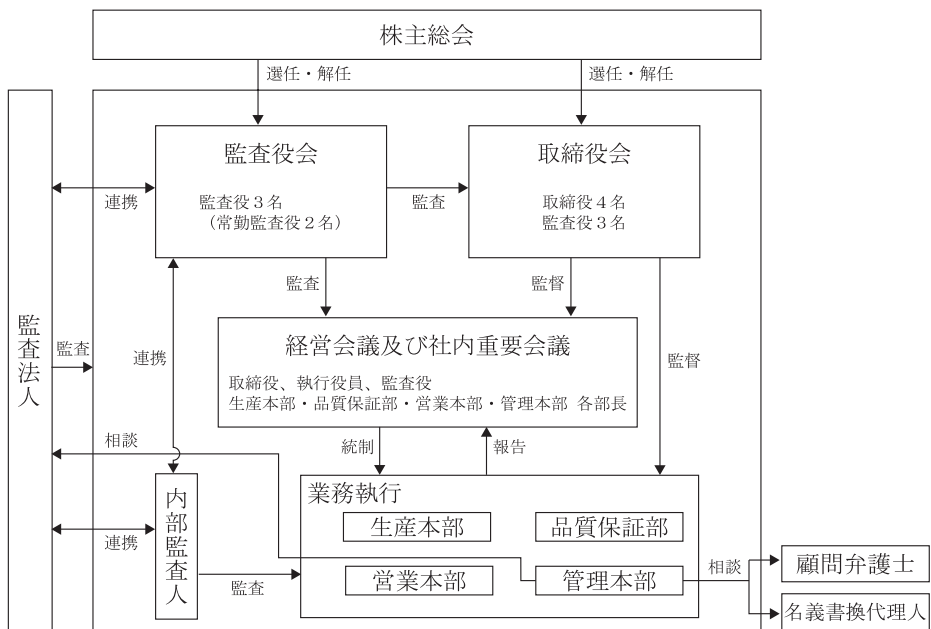 株主総会
選任・解任
選任・解任
監査役会
監査役３名
（常勤監査役２名）
取締役会
取締役４名
監査役３名
連携
監査
監査
監督
監査法人
監査
連携
経営会議及び社内重要会議
取締役、執行役員、監査役
生産本部・品質保証部・営業本部・管理本部 各部長
監督
相談
統制
報告
内部監査人
連携
監査
業務執行
生産本部
品質保証部
営業本部
管理本部
相談
顧問弁護士
名義書換代理人